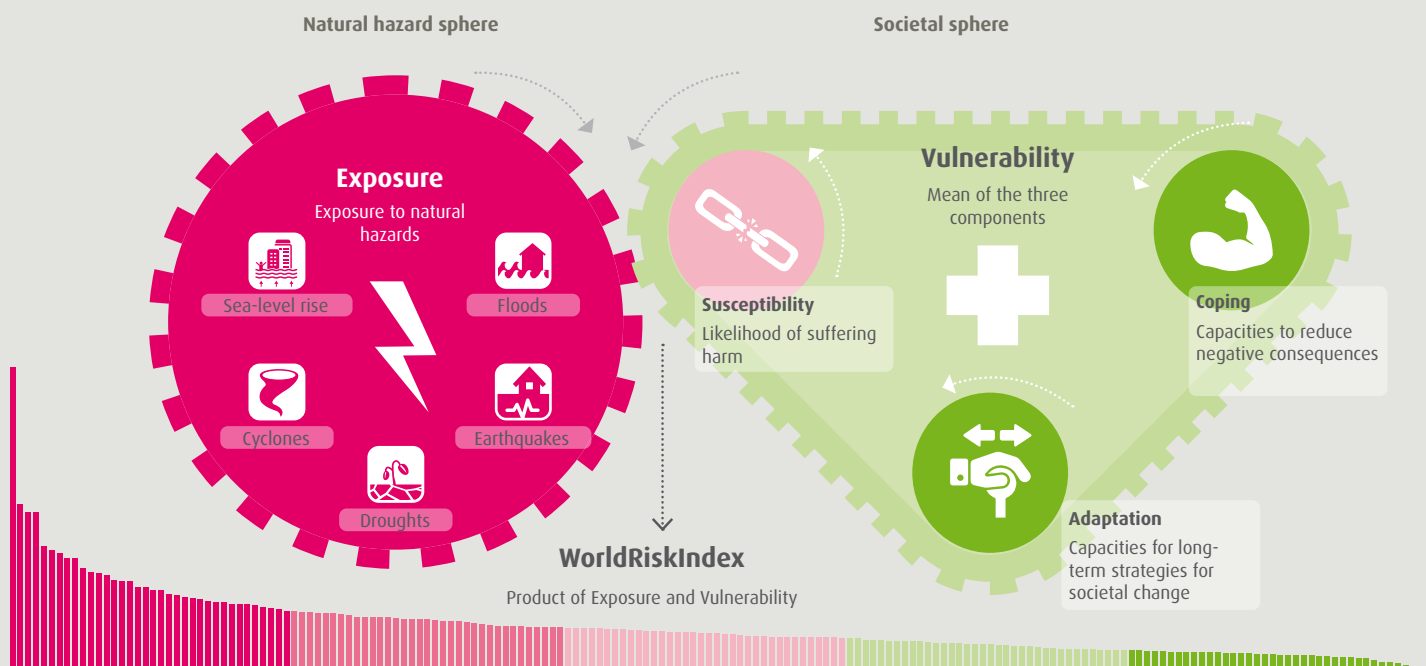 Natural hazard sphere
Societal sphere
Exposure
Exposure to natural
hazards
Sea-level rise
Floods
Cyclones
Earthquakes
Droughts
Vulnerability
Mean of the three
components
Susceptibility
Likelihood of suffering
harm
Coping
Capacities to reduce
negative consequences
Adaptation
Capacities for long-
term strategies for
societal change
WorldRiskIndex
Product of Exposure and Vulnerability